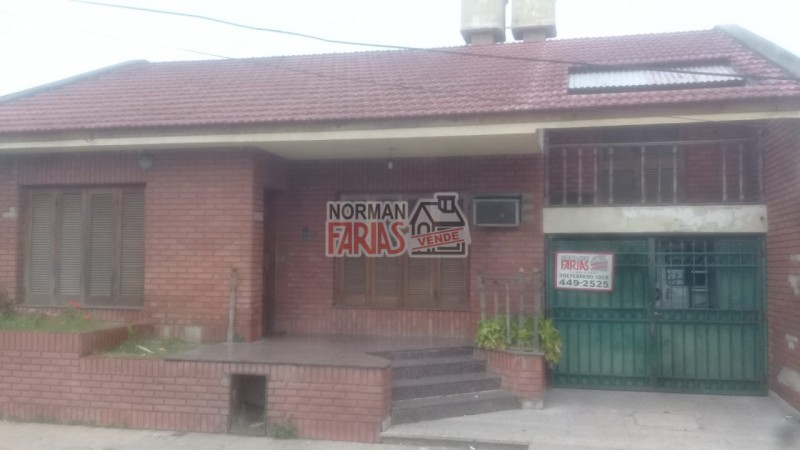 NORMAN
FARIAS
VENDE
FARIAS
449-2525